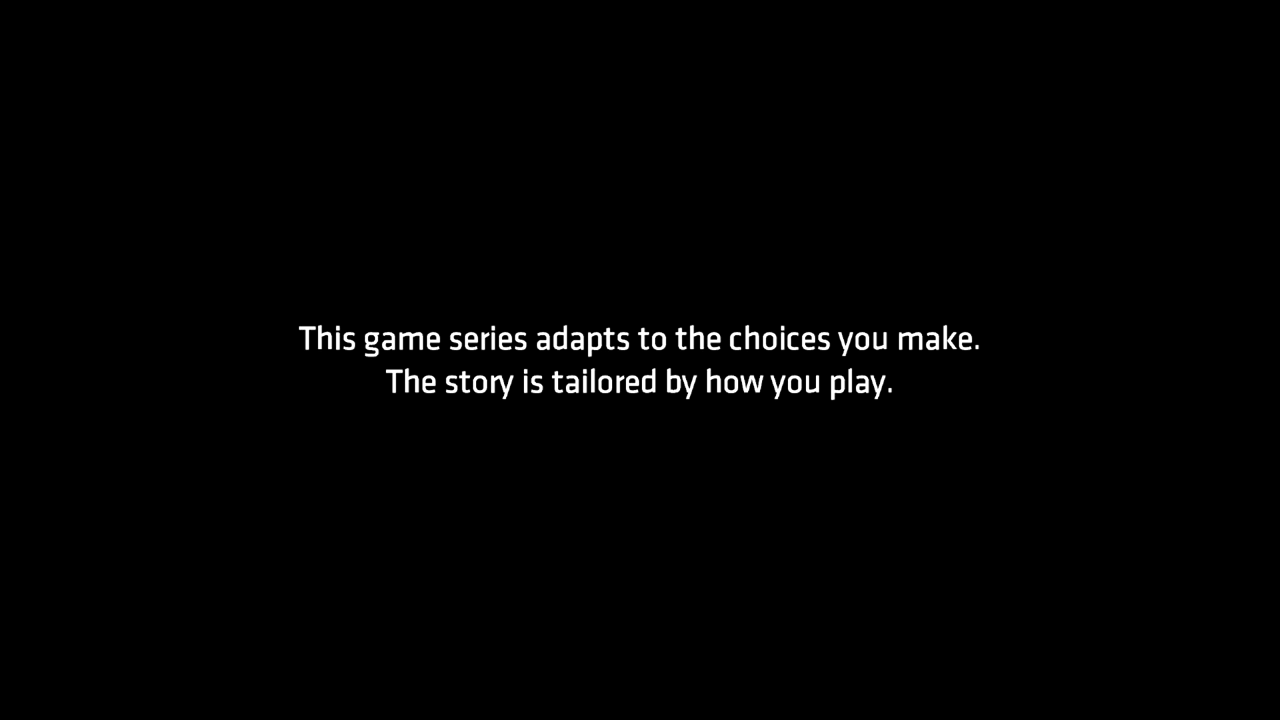 This game series adapts to the choices you make.
The story is tailored by how you play.